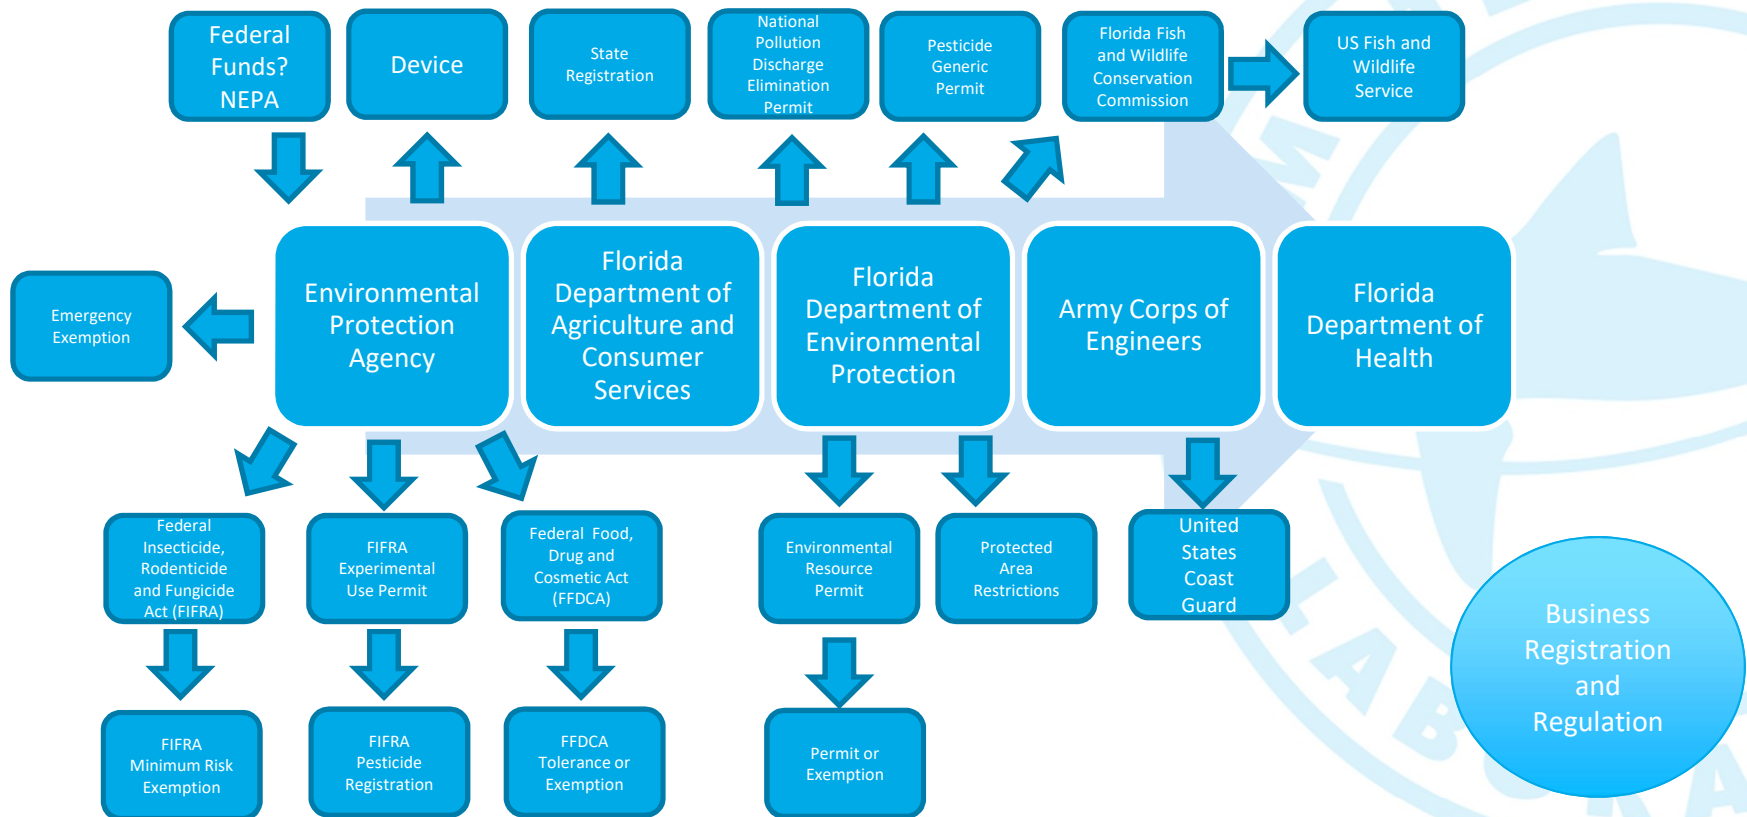 Federal
Funds?
NEPA
Device
State
Registration
National
Pollution
Discharge
Elimination
Permit
Pesticide
Generic
Permit
Florida Fish
and Wildlife
Conservation
Commission
US Fish and
Wildlife
Service
Emergency
Exemption
Environmental
Protection
Agency
Florida
Department of
Agriculture and
Consumer
Services
Florida
Department of
Environmental
Protection
Army Corps of
Engineers
Florida
Department of
Health
Federal
Insecticide,
Rodenticide
and Fungicide
Act (FIFRA)
FIFRA
Experimental
Use Permit
Federal Food,
Drug and
Cosmetic Act
(FFDCA)
Environmental
Resource
Permit
Protected
Area
Restrictions
United
States
Coast
Guard
FIFRA
Minimum Risk
Exemption
FIFRA
Pesticide
Registration
FFDCA
Tolerance or
Exemption
Permit or
Exemption
Business
Registration
and
Regulation